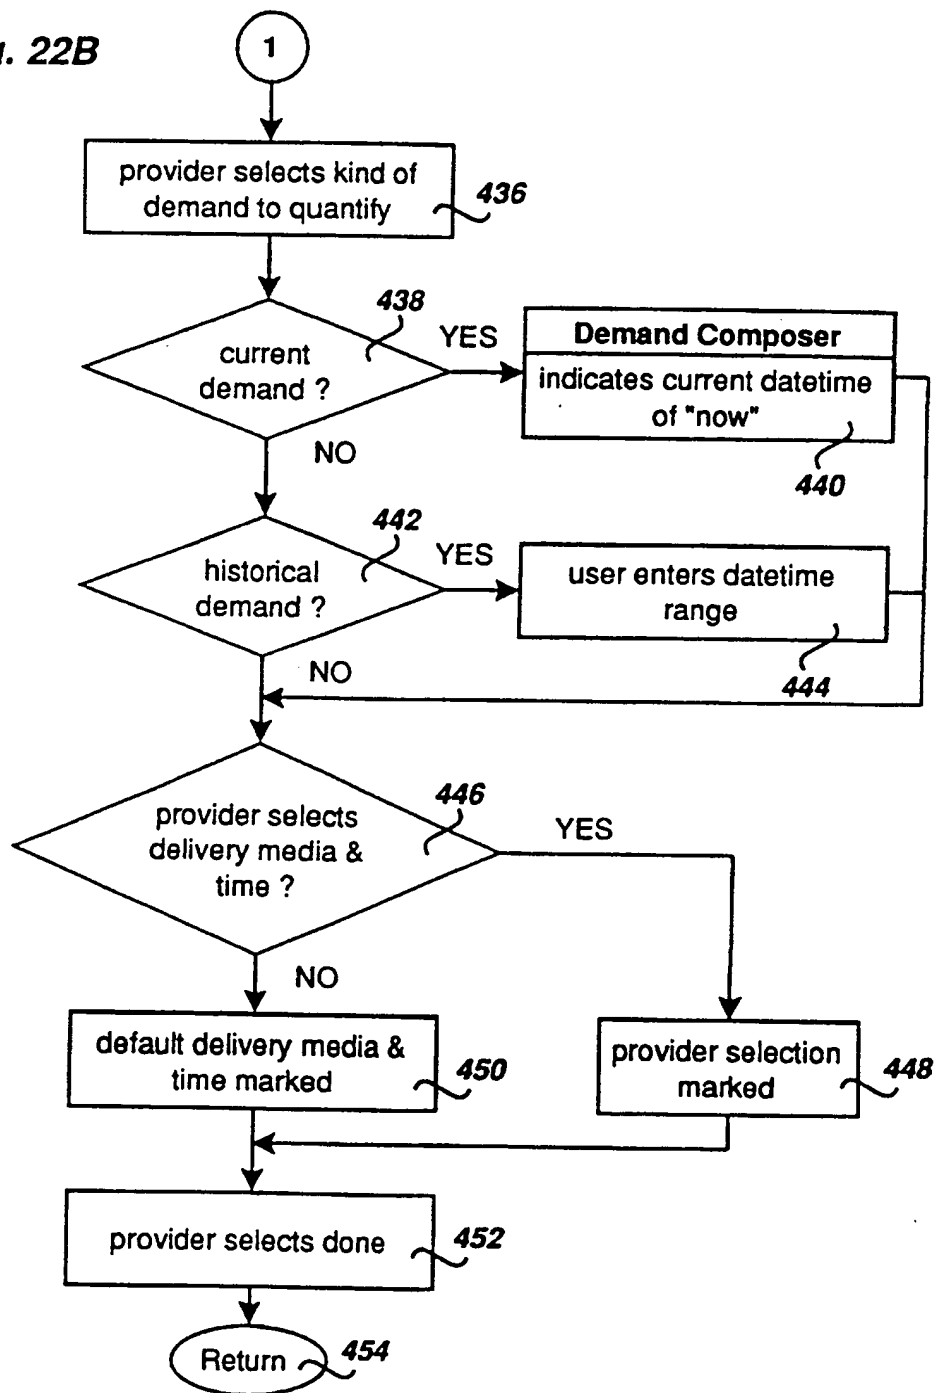 . 22B
1
provider selects kind of
demand to quantify
436
438
current
demand ?
YES
Demand Composer
indicates current datetime
of "now"
440
NO
442
historical
demand ?
YES
user enters datetime
range
444
NO
446
provider selects
delivery media &
time ?
YES
NO
default delivery media &
time marked
450
provider selection
marked
448
provider selects done
452
Return
454